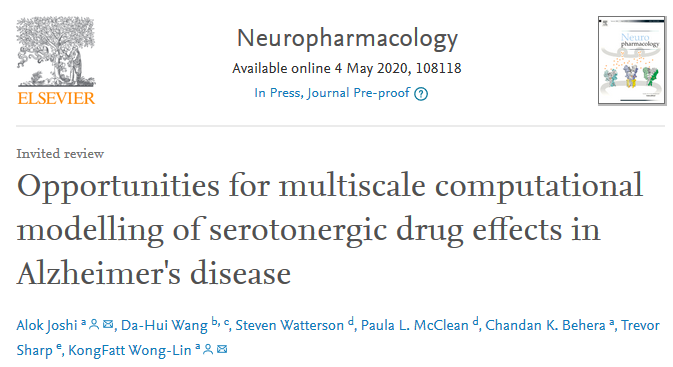 Neuropharmacology
Available online 4 May 2020, 108118
In Press, Journal Pre-proof ?
ELSEVIER
Neuro
pharmacology
Invited review
Opportunities for multiscale computational
modelling of serotonergic drug effects in
Alzheimer's disease
Alok Joshi a, Da-Hui Wang b, c, Steven Watterson d, Paula L. McClean d, Chandan K. Behera a, Trevor
Sharp e, KongFatt Wong-Lin a